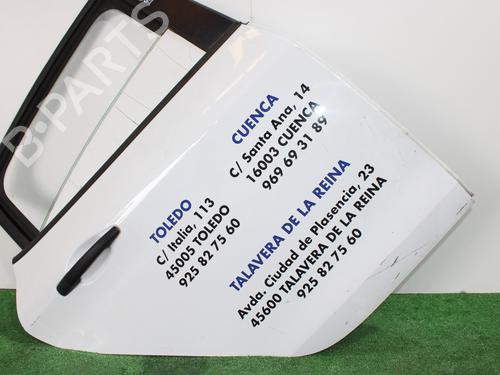 B-PARTS
TOLEDO
C/ Italia, 113
45005 TOLEDO
925 82 75 60
CUENCA
C/ Santa Ana, 14
16003 CUENCA
969 69 31 89
TALAVERA DE LA REINA
Avda. Ciudad de Plasencia, 23
45600 TALAVERA DE LA REINA
925 82 75 60